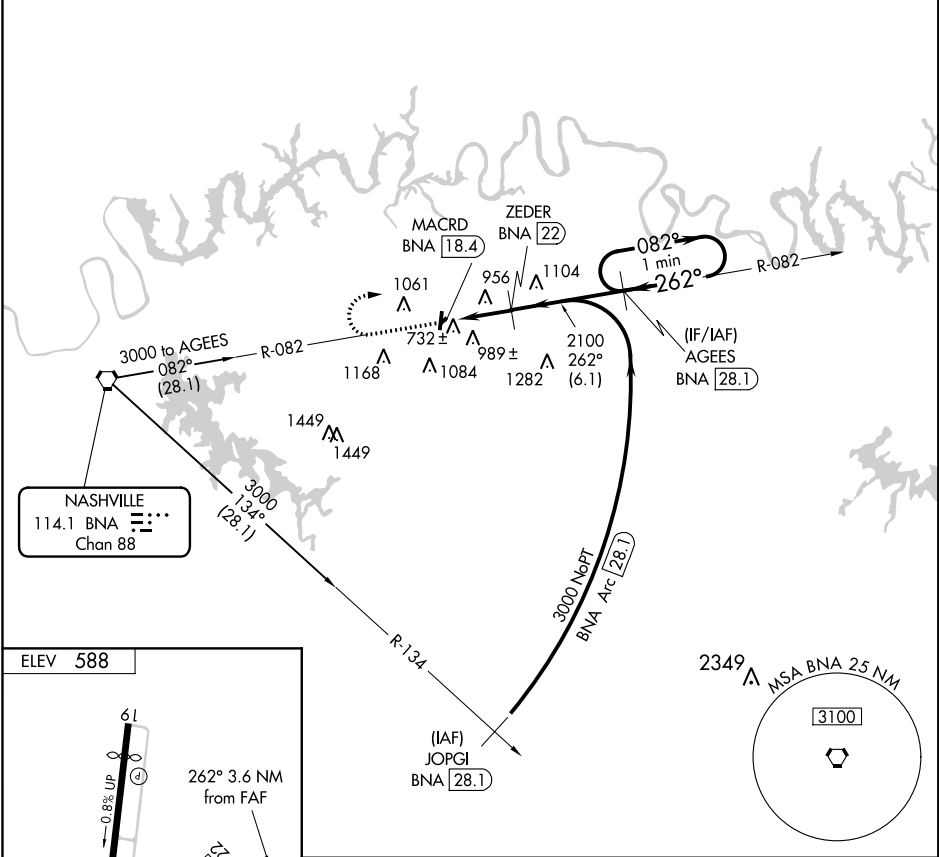 MACRD
BNA 18.4
ZEDER
BNA 22
082°
1 min
262°
R-082
1061
956
1104
732 ±
989 ±
2100
262°
(6.1)
1168
1084
1282
(IF/IAF)
AGEES
BNA 28.1
3000 to AGEES
082°
(28.1)
R-082
1449
1449
NASHVILLE
114.1 BNA
Chan 88
3000
134°
(28.1)
R-134
3000 NoPT
BNA Arc 28.1
(IAF)
JOPGI
BNA 28.1
2349
MSA BNA 25 NM
3100
ELEV 588
19
P
0.8% UP
262° 3.6 NM
from FAF
22